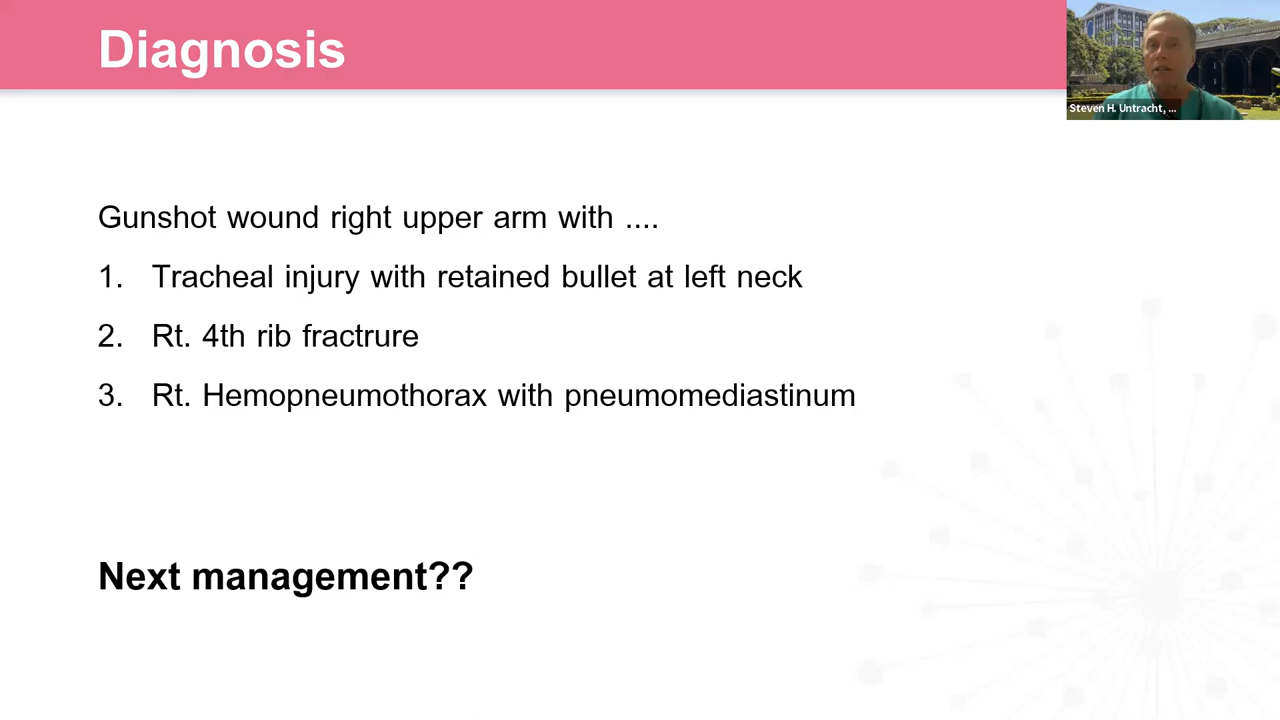 Diagnosis
Steven H. Untracht, ...
Gunshot wound right upper arm with ....
1. Tracheal injury with retained bullet at left neck
2. Rt. 4th rib fractrure
3. Rt. Hemopneumothorax with pneumomediastinum
Next management??